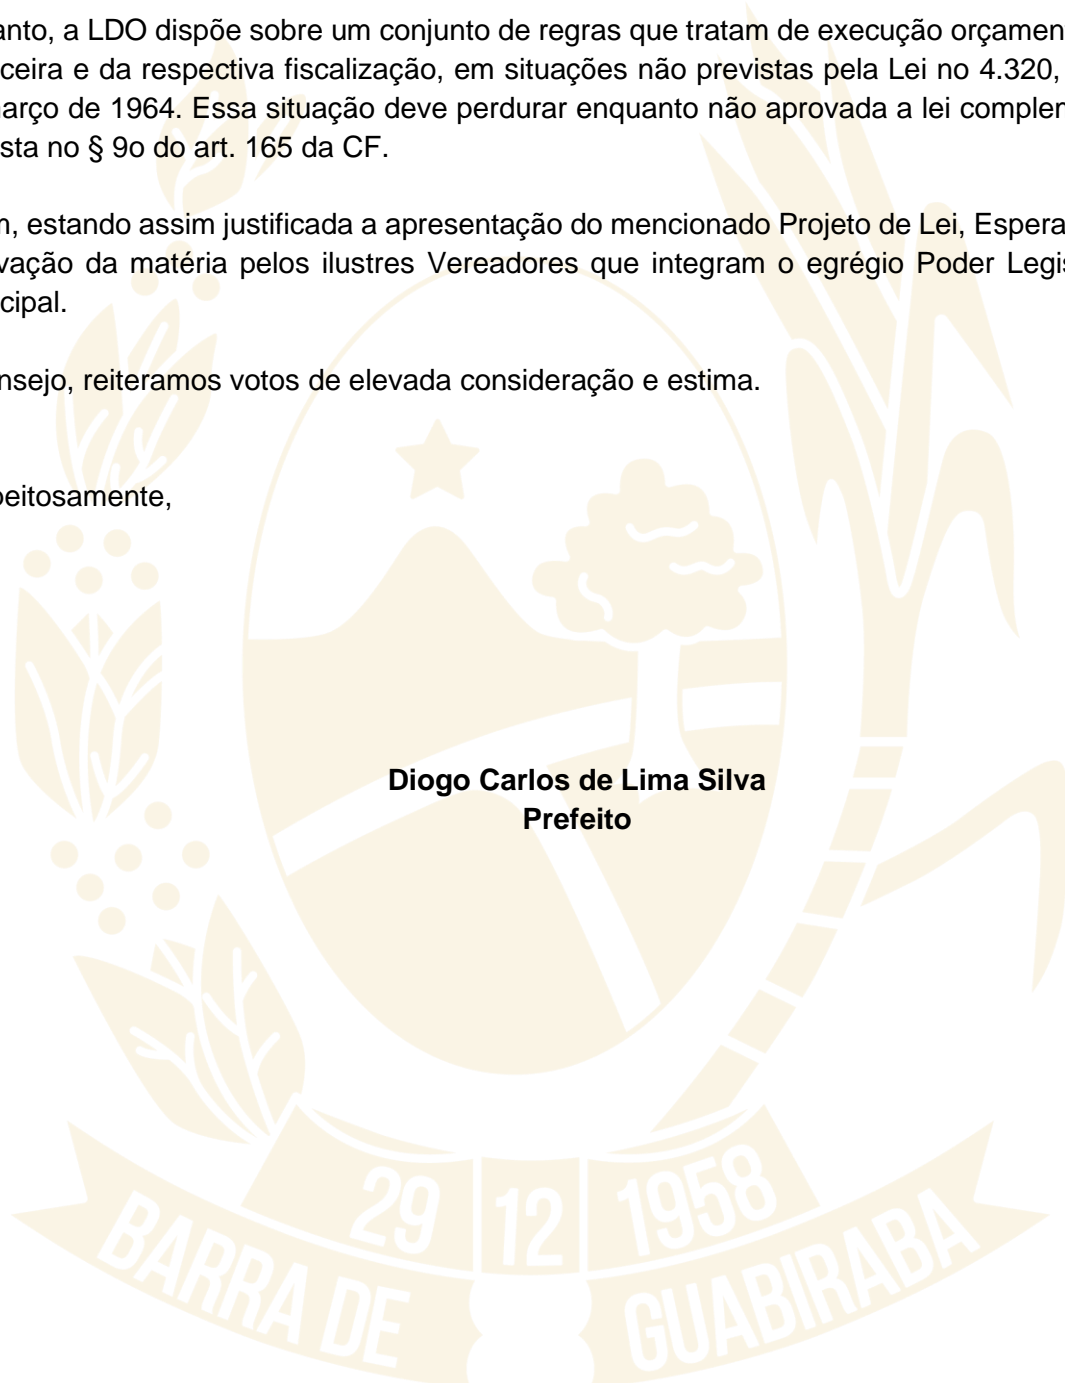 anto, a LDO dispõe sobre um conjunto de regras que tratam de execução orçament
ceira e da respectiva fiscalização, em situações não previstas pela Lei no 4.320,
março de 1964. Essa situação deve perdurar enquanto não aprovada a lei complem
sta no § 9o do art. 165 da CF.
m, estando assim justificada a apresentação do mencionado Projeto de Lei, Espera
vação da matéria pelos ilustres Vereadores que integram o egrégio Poder Legis
cipal.
nsejo, reiteramos votos de elevada consideração e estima.
peitosamente,
Diogo Carlos de Lima Silva
Prefeito
29 12 1958
BARRA DE GUABIRABA